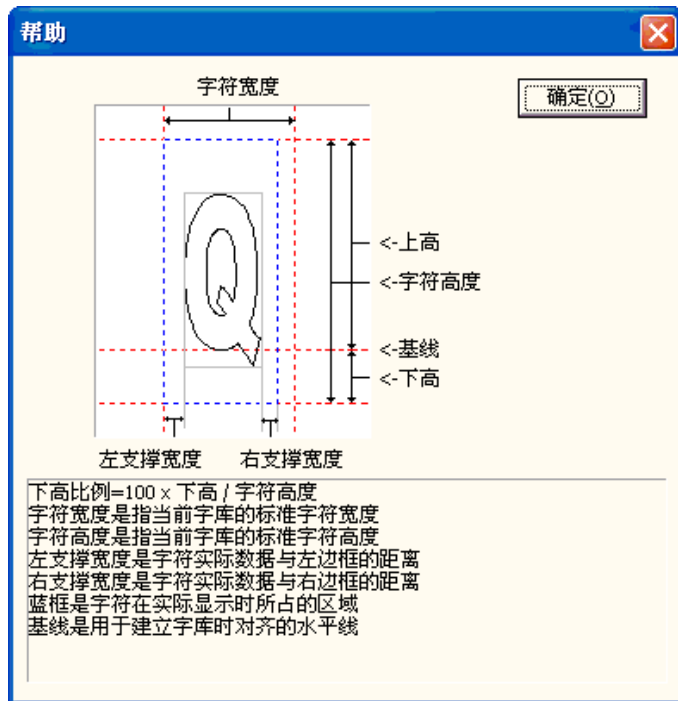 帮助
字符宽度
确定(O)
Q
<-上高
<-字符高度
<-基线
<-下高
左支撑宽度 右支撑宽度
下高比例=100 x 下高 / 字符高度
字符宽度是指当前字库的标准字符宽度
字符高度是指当前字库的标准字符高度
左支撑宽度是字符实际数据与左边框的距离
右支撑宽度是字符实际数据与右边框的距离
蓝框是字符在实际显示时所占的区域
基线是用于建立字库时对齐的水平线